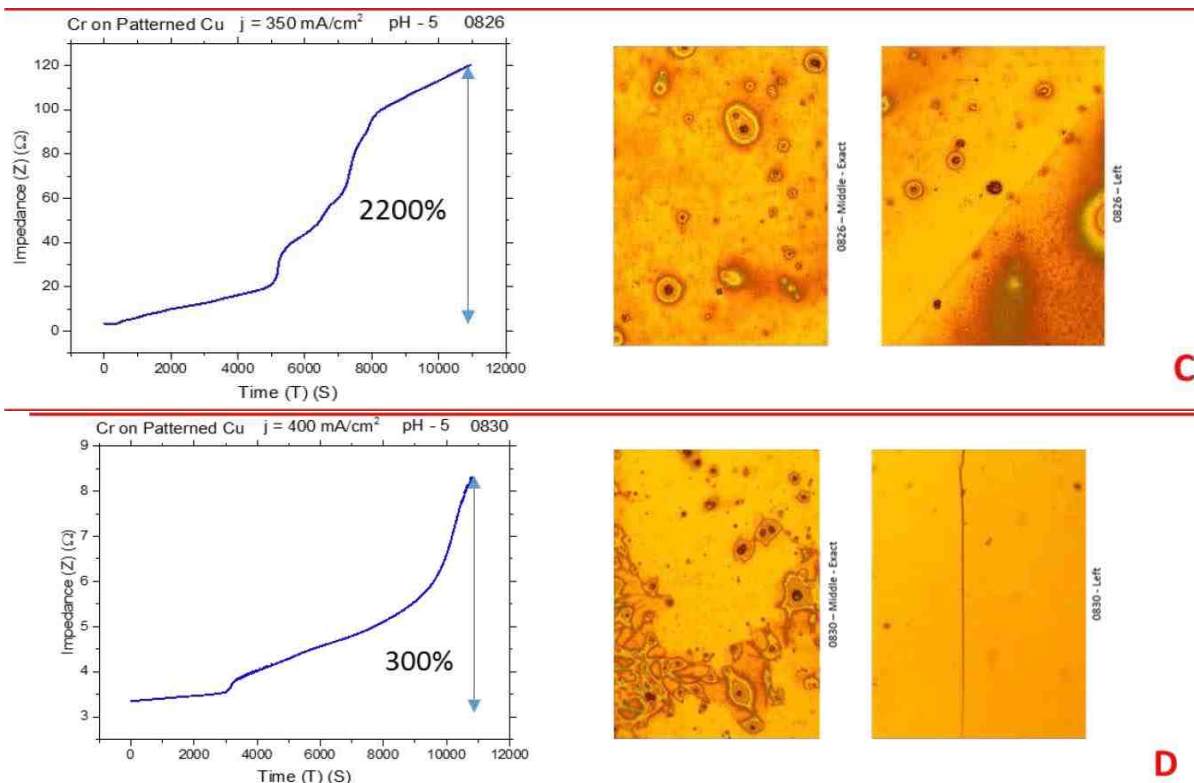 Cr on Patterned Cu j = 350 mA/cm² pH - 5 0826
120
100
80
60
40
20
0
Impedance (Z) (Ω)
2200%
0 2000 4000 6000 8000 10000 12000
Time (T) (S)
0826 – Middle - Exact
0826 – Left
C
Cr on Patterned Cu j = 400 mA/cm² pH - 5 0830
9
8
7
6
5
4
3
Impedance (Z) (Ω)
300%
0 2000 4000 6000 8000 10000 12000
Time (T) (S)
0830 – Middle - Exact
0830 - Left
D